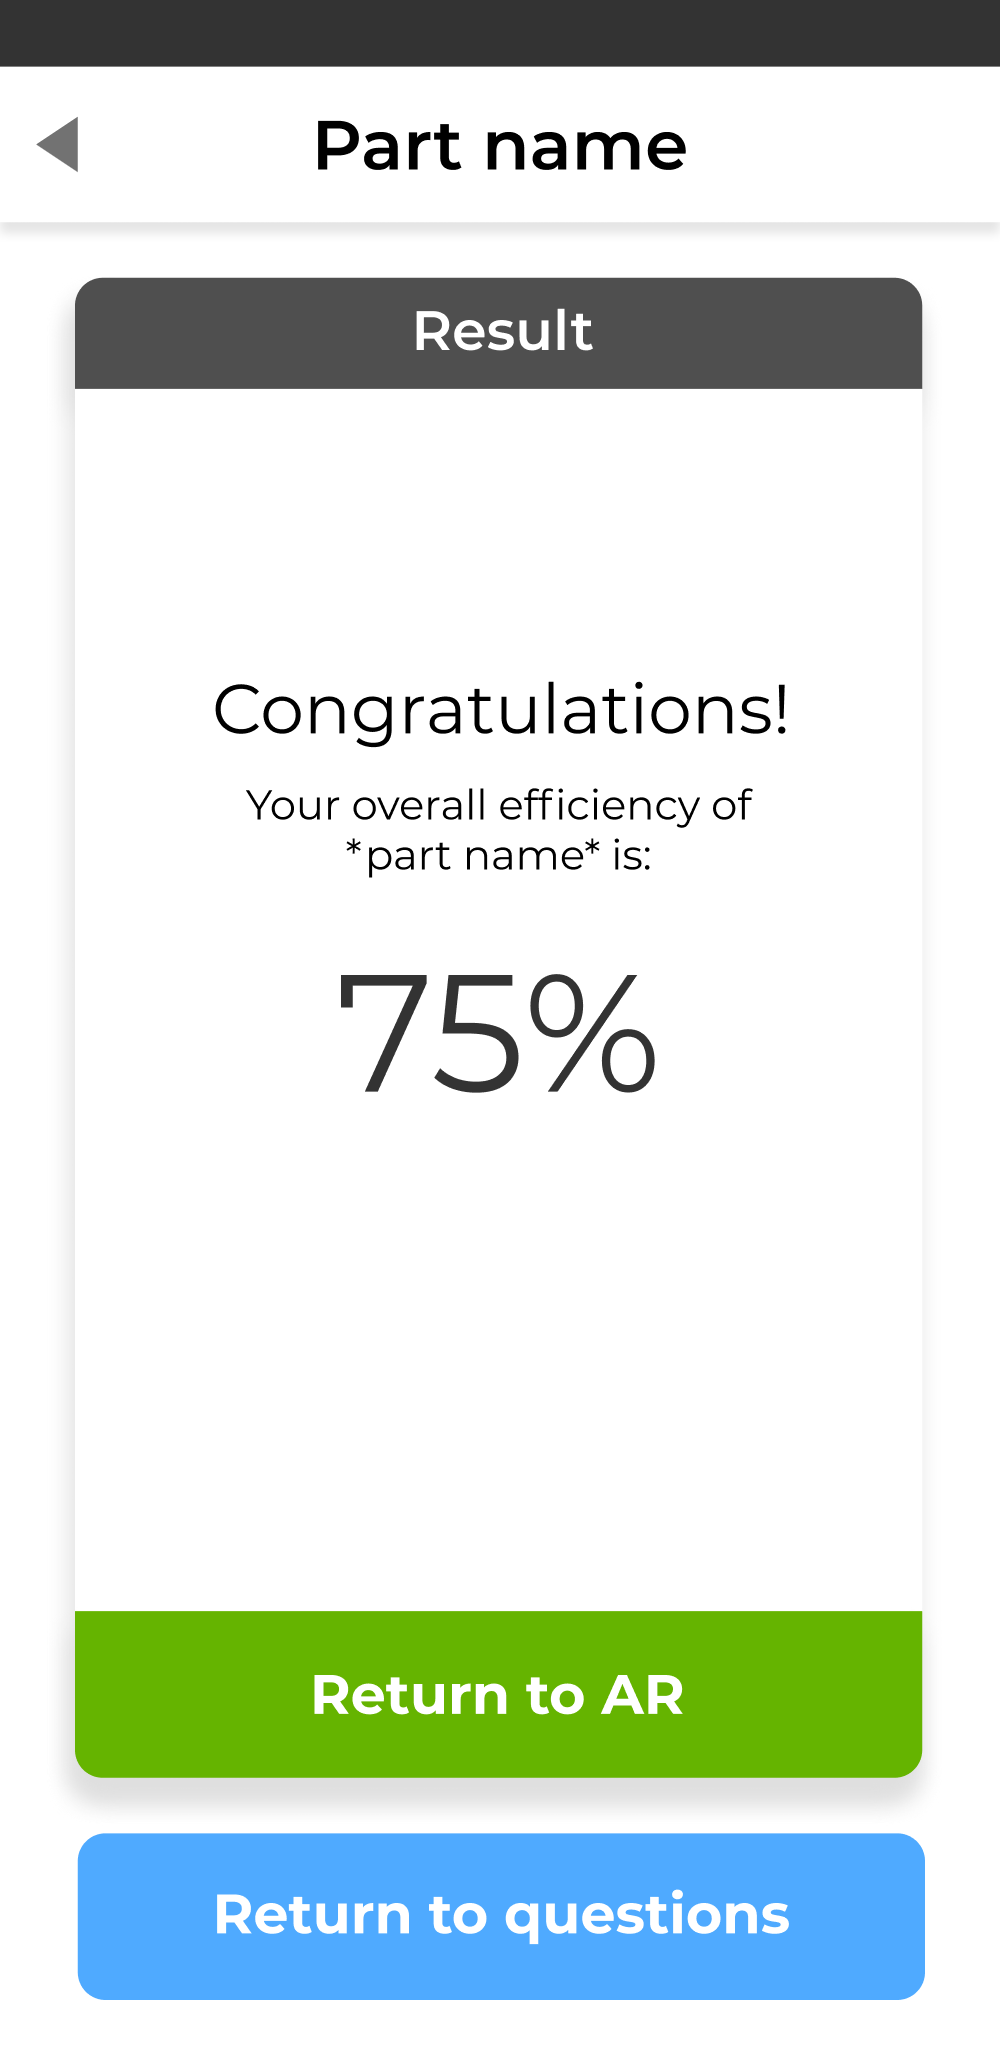 Part name
Result
Congratulations!
Your overall efficiency of
*part name* is:
75%
Return to AR
Return to questions